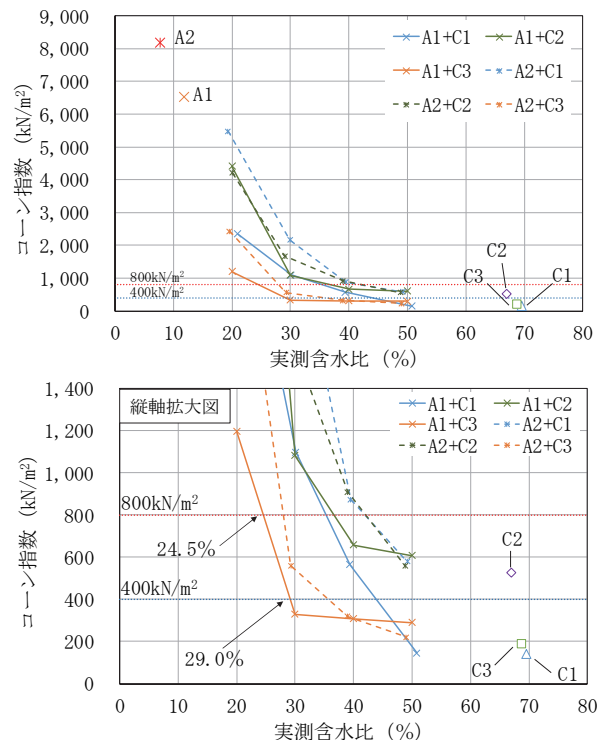 9,000
8,000
7,000
6,000
5,000
4,000
3,000
2,000
1,000
0
コーン指数 (kN/m²)
A2
A1
A1+C1
A1+C2
A1+C3
A2+C1
A2+C2
A2+C3
800kN/m²
400kN/m²
C2
C3
C1
0 10 20 30 40 50 60 70 80
実測含水比 (%)
1,400
1,200
1,000
800
600
400
200
0
コーン指数 (kN/m²)
縦軸拡大図
A1+C1
A1+C2
A1+C3
A2+C1
A2+C2
A2+C3
800kN/m²
24.5%
400kN/m²
29.0%
C2
C3
C1
0 10 20 30 40 50 60 70 80
実測含水比 (%)